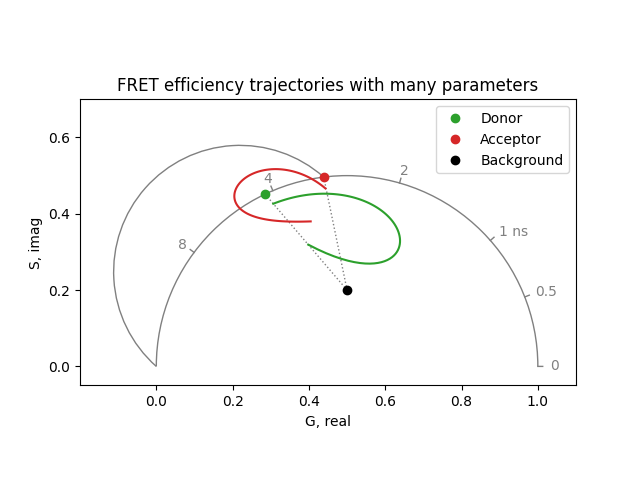 FRET efficiency trajectories with many parameters
Donor
Acceptor
Background
0.6
0.4
0.2
0.0
S, imag
8
4
2
1 ns
0.5
0
0.0
0.2
0.4
0.6
0.8
1.0
G, real